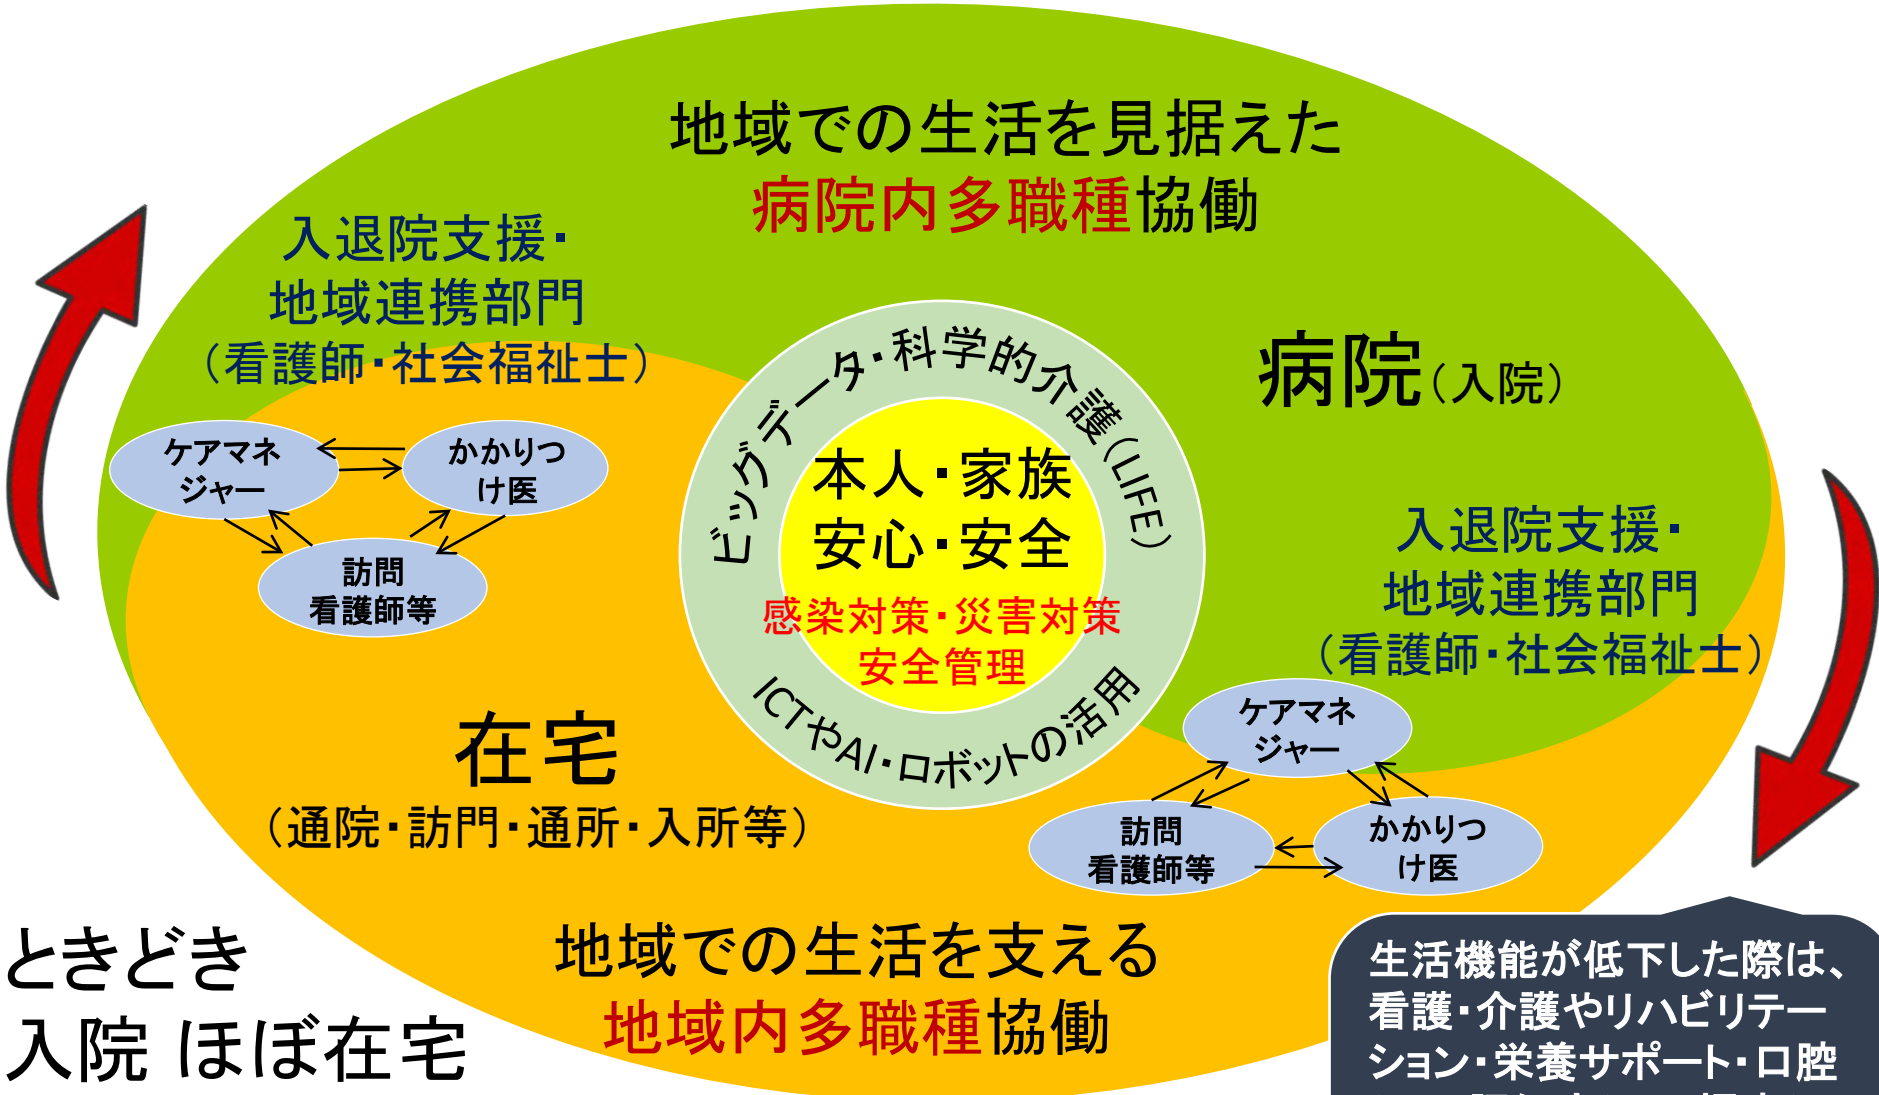 地域での生活を見据えた
病院内多職種協働
入退院支援・
地域連携部門
（看護師・社会福祉士）
病院（入院）
ケアマネ
ジャー
かかりつ
け医
訪問
看護師等
ビッグデータ・科学的介護（LIFE）
本人・家族
安心・安全
感染対策・災害対策
安全管理
ICTやAI・ロボットの活用
入退院支援・
地域連携部門
（看護師・社会福祉士）
ケアマネ
ジャー
訪問
看護師等
かかりつ
け医
在宅
（通院・訪問・通所・入所等）
地域での生活を支える
地域内多職種協働
ときどき
入院 ほぼ在宅
生活機能が低下した際は、
看護・介護やリハビリテー
ション・栄養サポート・口腔